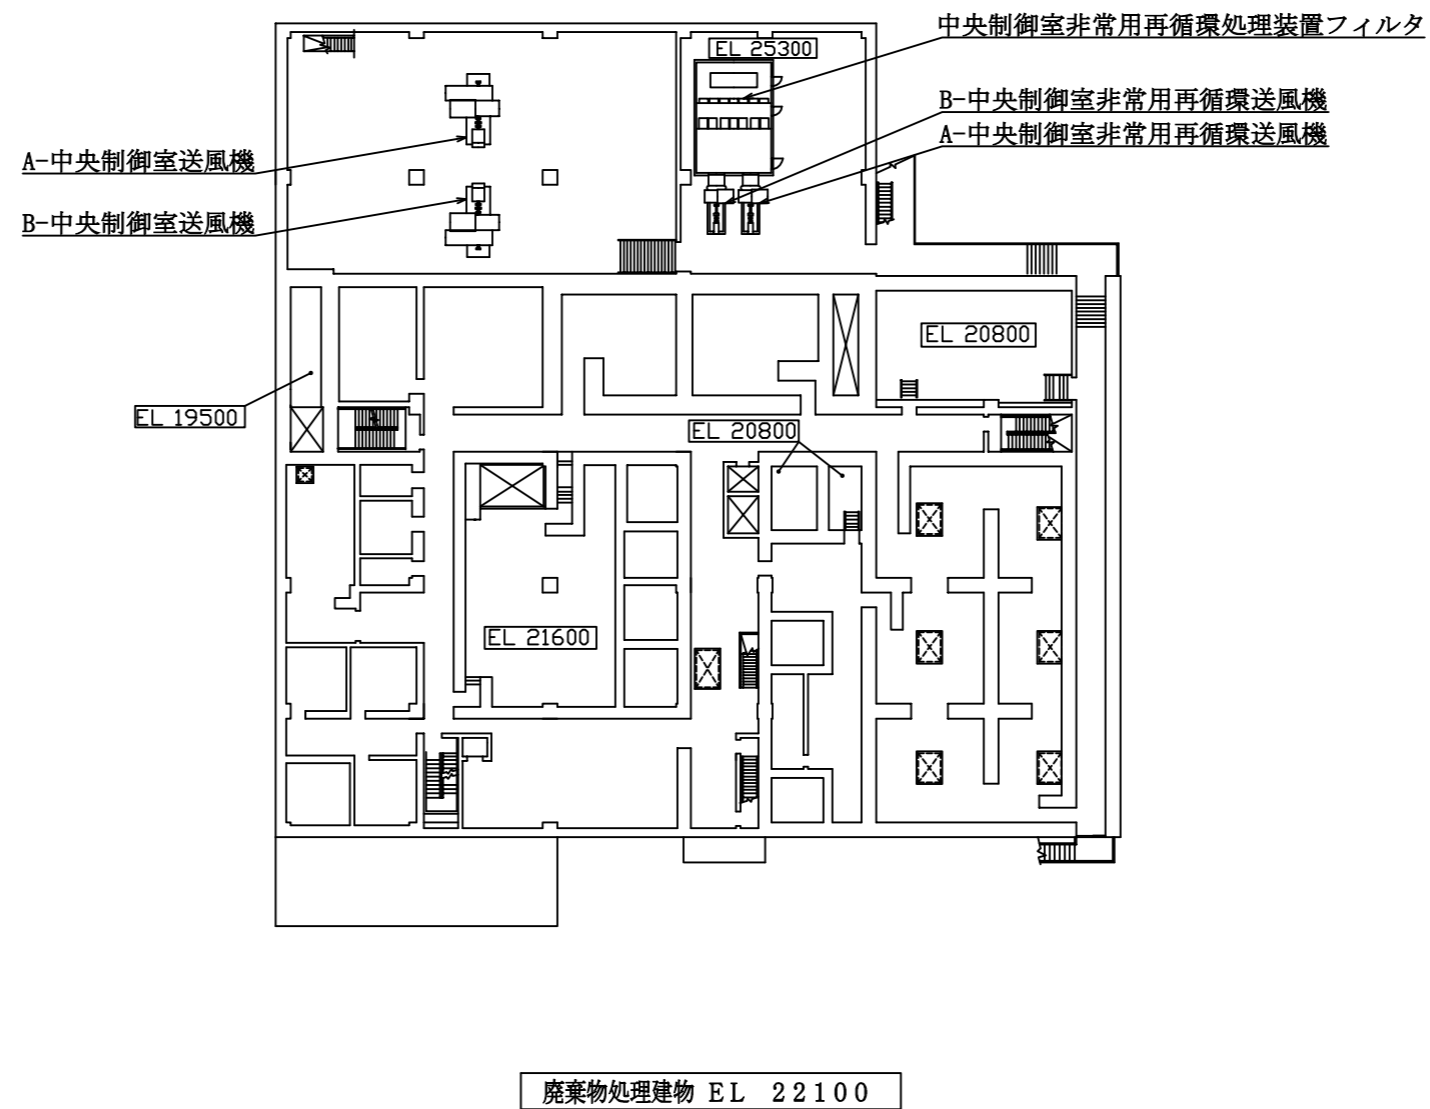 中央制御室非常用再循環処理装置フィルタ
EL 25300
B-中央制御室非常用再循環送風機
A-中央制御室非常用再循環送風機
A-中央制御室送風機
B-中央制御室送風機
EL 20800
EL 19500
EL 20800
EL 21600
廃棄物処理建物 EL 22100